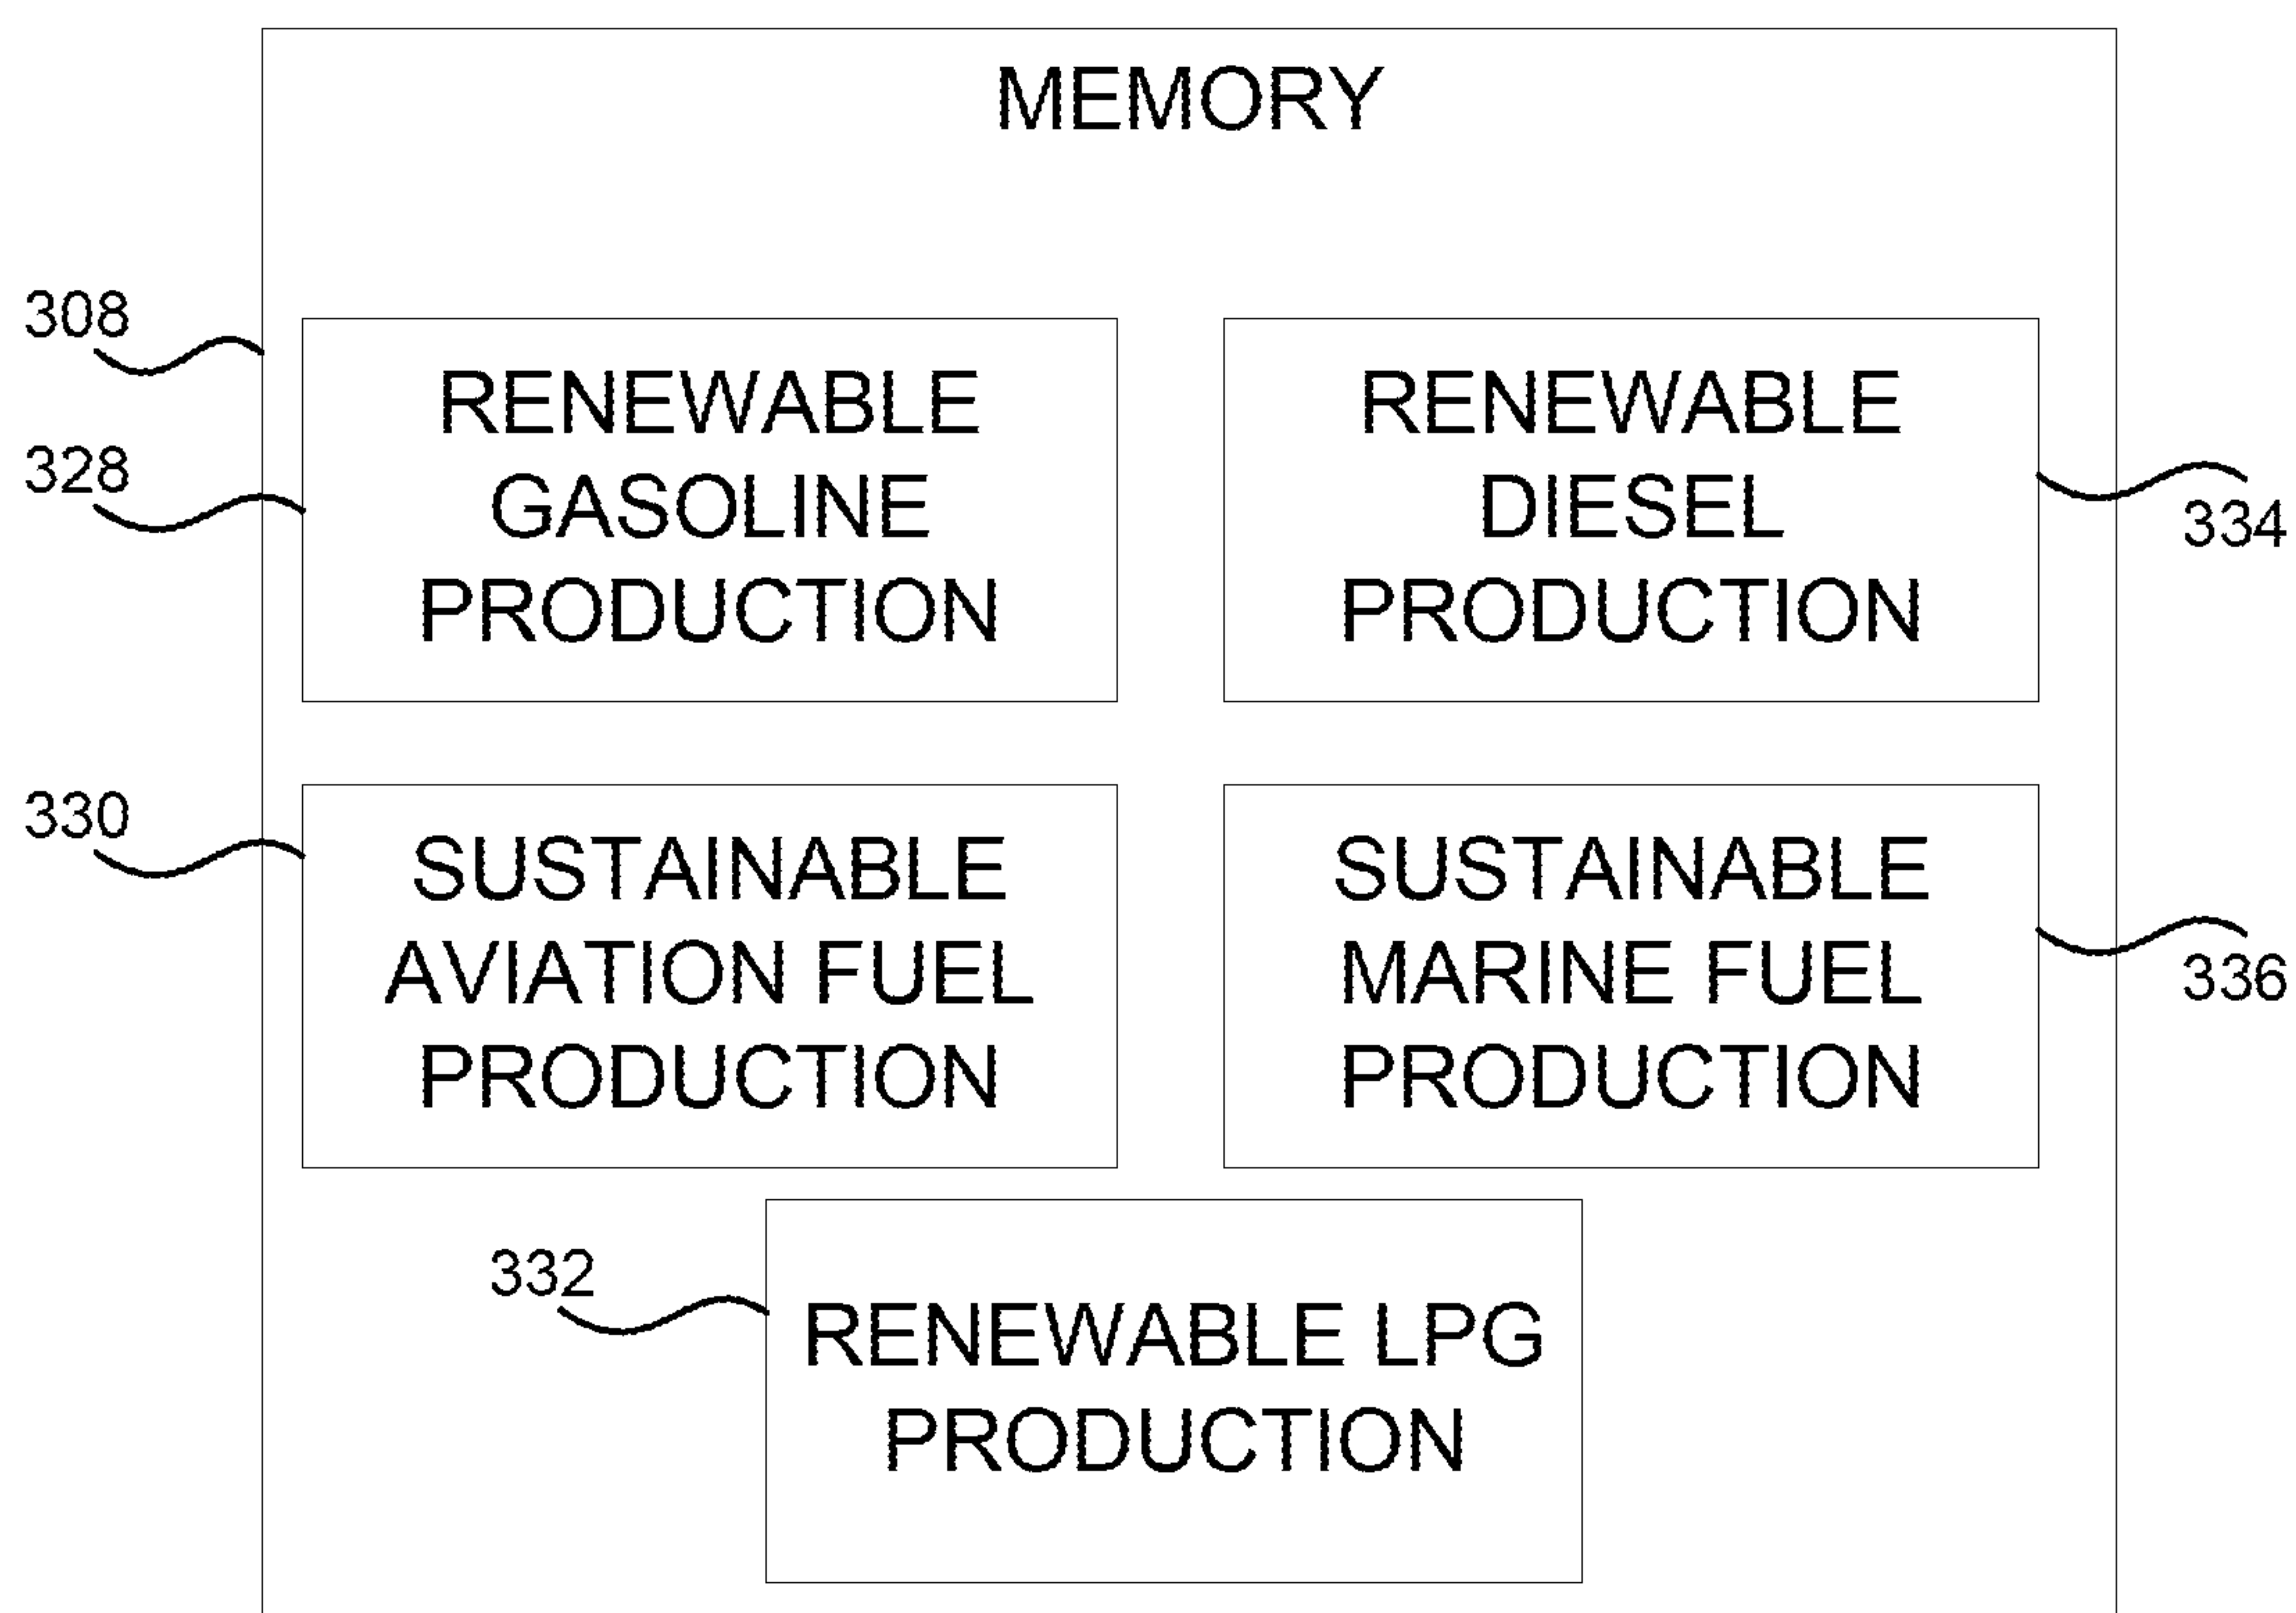 MEMORY
308
328
RENEWABLE
GASOLINE
PRODUCTION
RENEWABLE
DIESEL
PRODUCTION
334
330
SUSTAINABLE
AVIATION FUEL
PRODUCTION
SUSTAINABLE
MARINE FUEL
PRODUCTION
336
332
RENEWABLE LPG
PRODUCTION